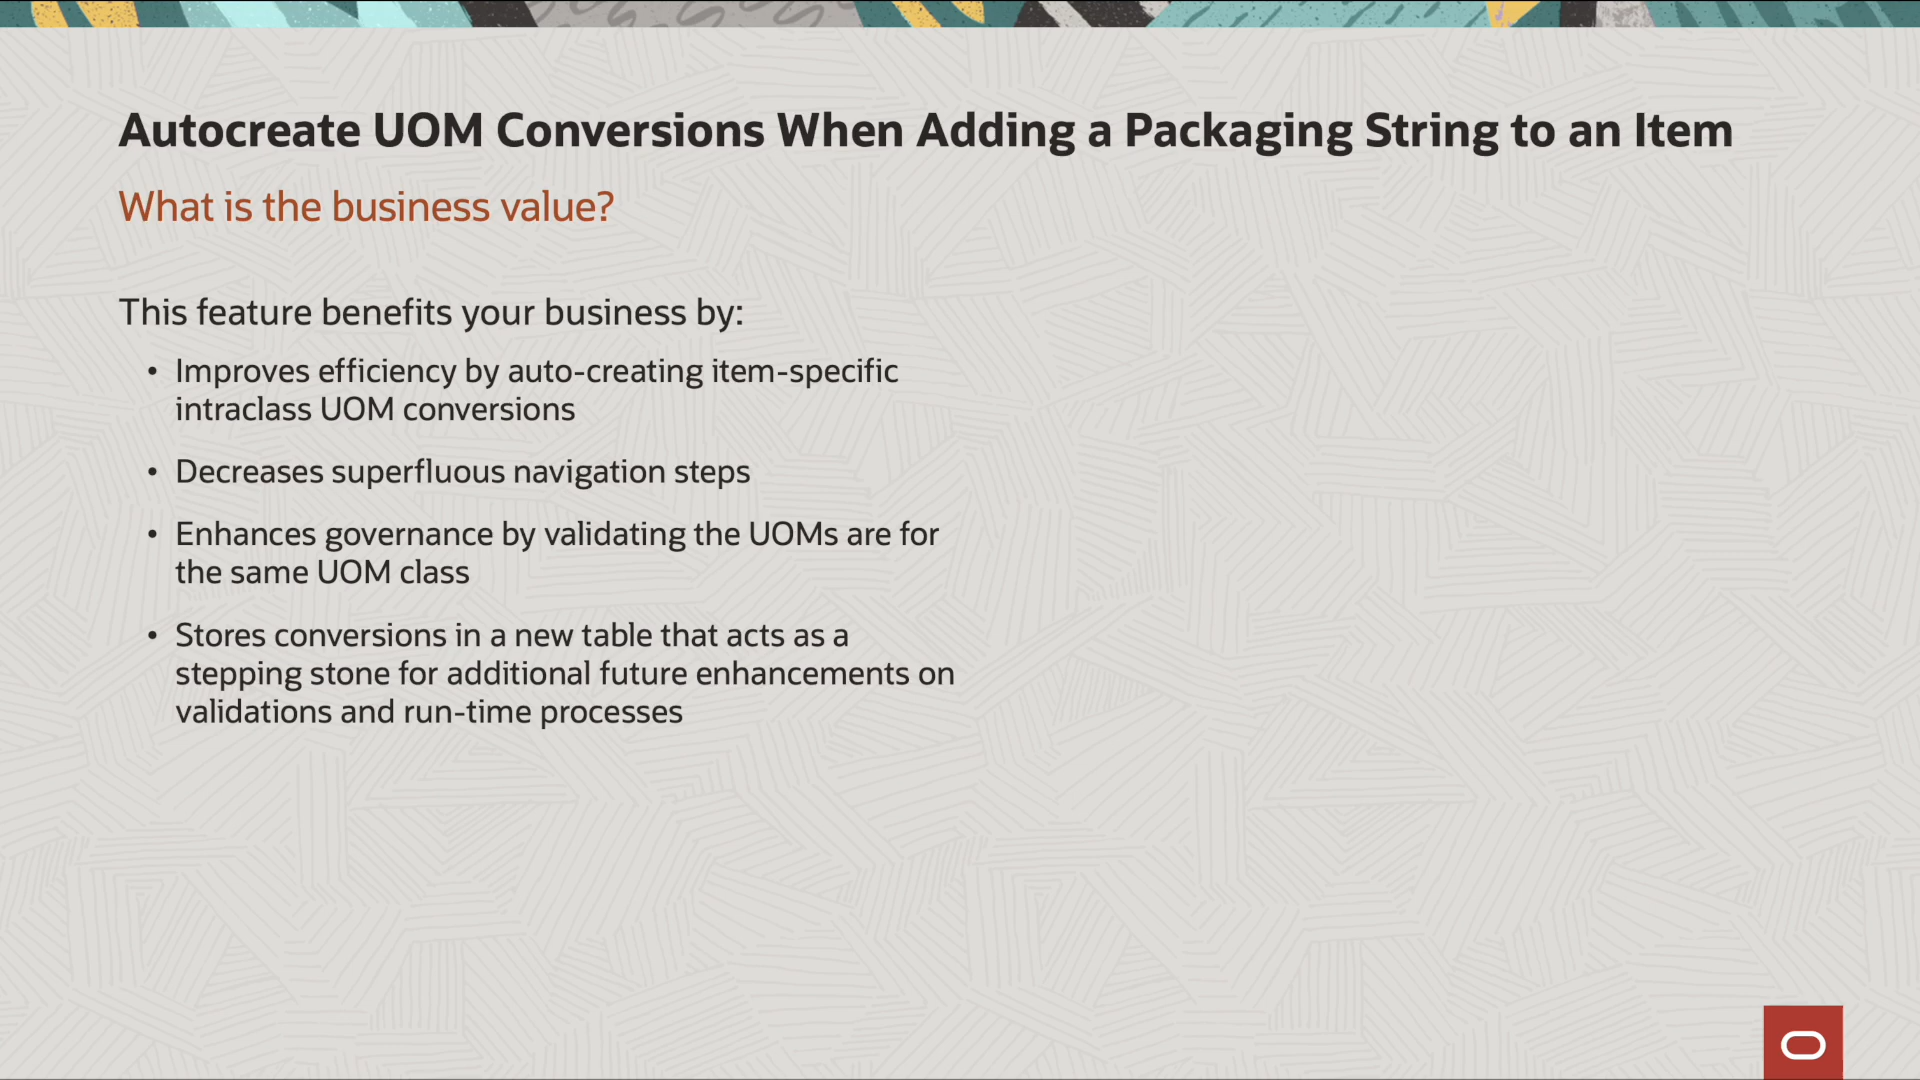 Autocreate UOM Conversions When Adding a Packaging String to an Item
What is the business value?
This feature benefits your business by:
• Improves efficiency by auto-creating item-specific
intraclass UOM conversions
• Decreases superfluous navigation steps
• Enhances governance by validating the UOMs are for
the same UOM class
• Stores conversions in a new table that acts as a
stepping stone for additional future enhancements on
validations and run-time processes